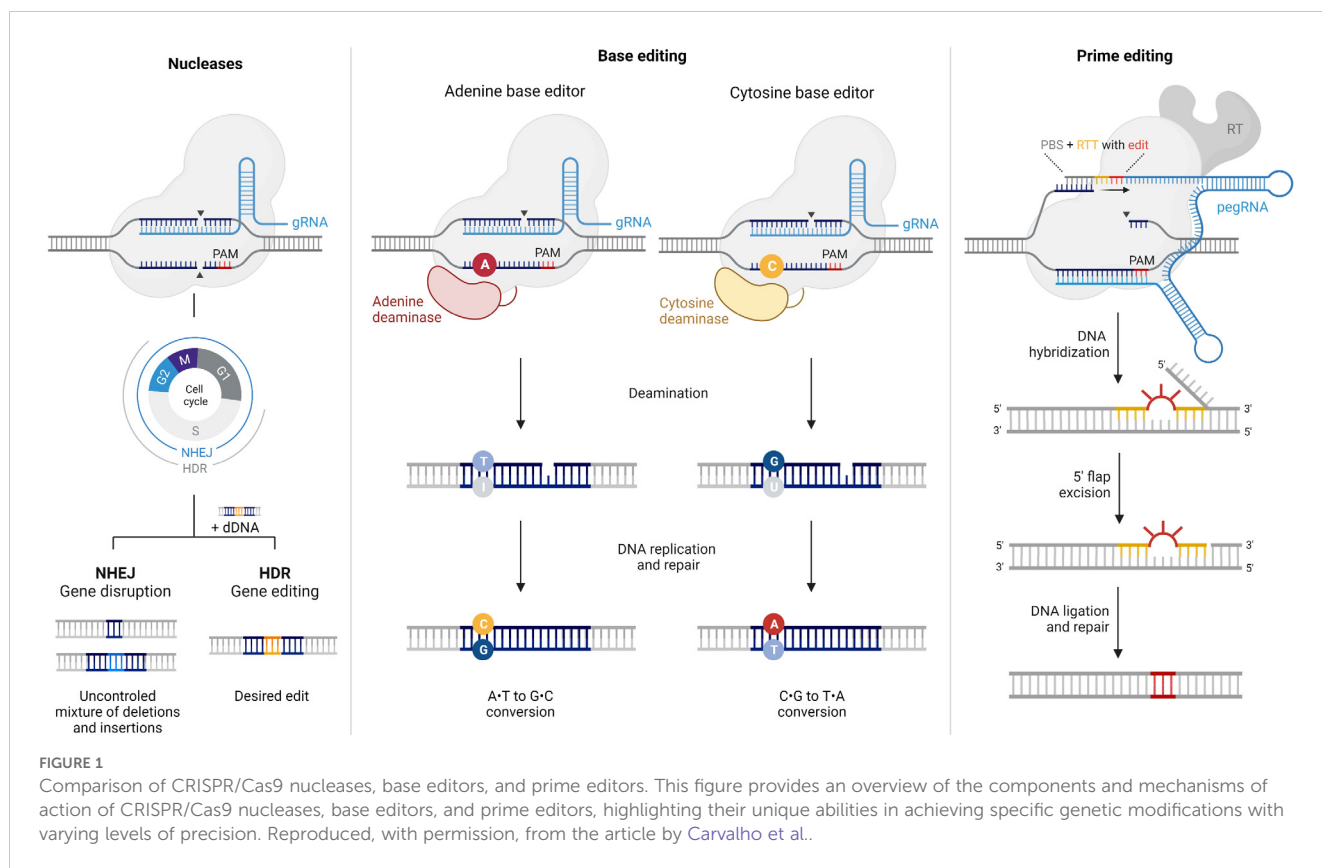 Nucleases
gRNA
PAM
M
G2
G1
Cell
cycle
S
NHEJ
HDR
+ dDNA
NHEJ
Gene disruption
HDR
Gene editing
Uncontroled
mixture of deletions
and insertions
Desired edit
Base editing
Adenine base editor
Cytosine base editor
gRNA
PAM
A
Adenine
deaminase
gRNA
PAM
C
Cytosine
deaminase
Deamination
T
I
G
U
DNA replication
and repair
C
G
A
T
A•T to G•C
conversion
C•G to T•A
conversion
Prime editing
RT
PBS + RTT with edit
pegRNA
PAM
DNA
hybridization
5'
5'
3'
3'
5'
5' flap
excision
5'
3'
3'
5'
DNA ligation
and repair
FIGURE 1
Comparison of CRISPR/Cas9 nucleases, base editors, and prime editors. This figure provides an overview of the components and mechanisms of
action of CRISPR/Cas9 nucleases, base editors, and prime editors, highlighting their unique abilities in achieving specific genetic modifications with
varying levels of precision. Reproduced, with permission, from the article by Carvalho et al..